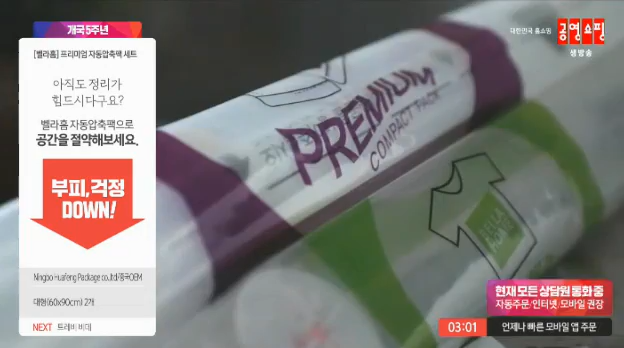 개국 5주년
[벨라홈] 프리미엄 자동압축팩 세트
아직도 정리가
힘드시다구요?
벨라홈 자동압축팩으로
공간을 절약해보세요.
부피, 걱정
DOWN!
Ningbo Huafeng Package co.,ltd/중국OEM
대형(60x90cm) 2개
NEXT 트레비 비데
PREMIUM
COMPACT PACK
대한민국 홈쇼핑
공영쇼핑
생방송
현재 모든 상담원 통화 중
자동주문/인터넷/모바일 권장
03:01
언제나 빠른 모바일 앱 주문